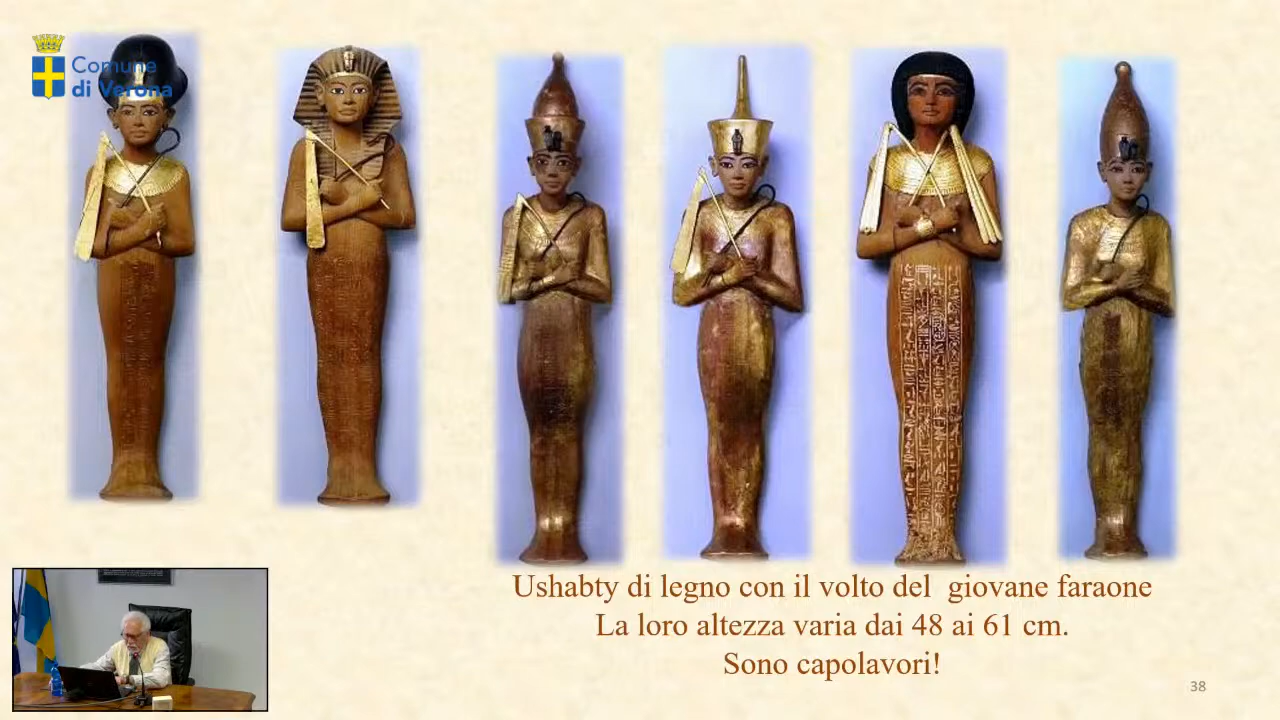 Comune
di Verona
Ushabty di legno con il volto del giovane faraone
La loro altezza varia dai 48 ai 61 cm.
Sono capolavori!
38